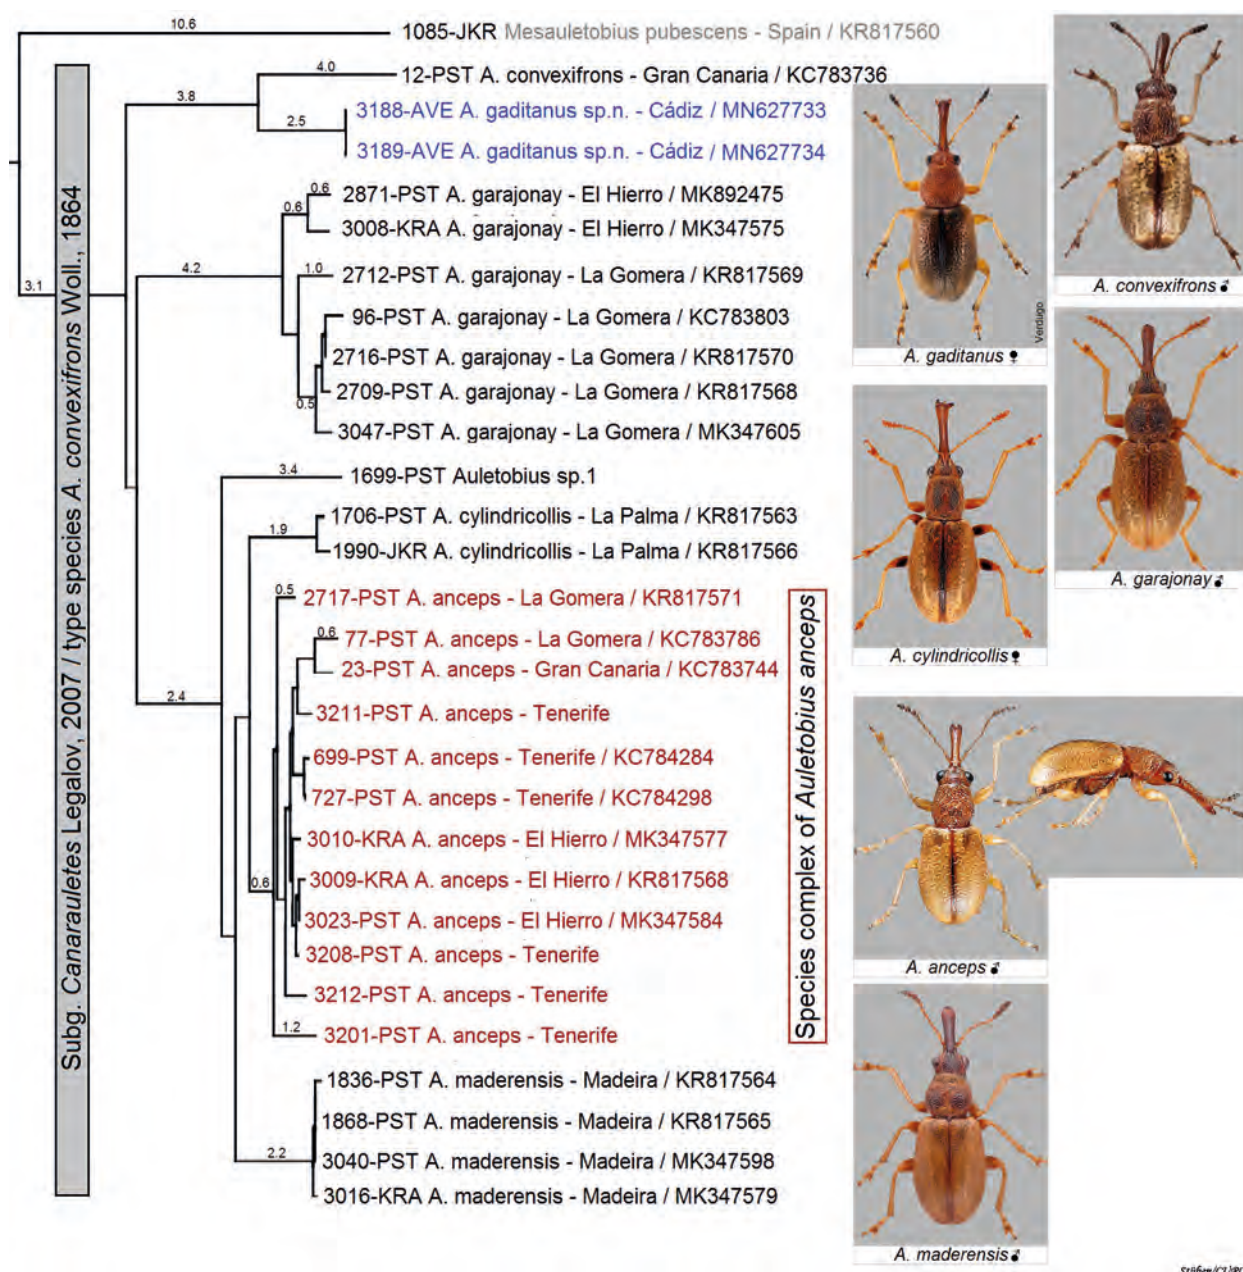 10.6
1085-JKR Mesauletobius pubescens - Spain / KR817560
4.0
12-PST A. convexifrons - Gran Canaria / KC783736
3.8
3188-AVE A. gaditanus sp.n. - Cádiz / MN627733
2.5
3189-AVE A. gaditanus sp.n. - Cádiz / MN627734
0.6
2871-PST A. garajonay - El Hierro / MK892475
0.6
3008-KRA A. garajonay - El Hierro / MK347575
4.2
1.0
2712-PST A. garajonay - La Gomera / KR817569
3.1
96-PST A. garajonay - La Gomera / KC783803
2716-PST A. garajonay - La Gomera / KR817570
2709-PST A. garajonay - La Gomera / KR817568
0.5
3047-PST A. garajonay - La Gomera / MK347605
3.4
1699-PST Auletobius sp.1
1706-PST A. cylindricollis - La Palma / KR817563
1.9
1990-JKR A. cylindricollis - La Palma / KR817566
0.5
2717-PST A. anceps - La Gomera / KR817571
0.6
77-PST A. anceps - La Gomera / KC783786
23-PST A. anceps - Gran Canaria / KC783744
2.4
3211-PST A. anceps - Tenerife
699-PST A. anceps - Tenerife / KC784284
727-PST A. anceps - Tenerife / KC784298
3010-KRA A. anceps - El Hierro / MK347577
0.6
3009-KRA A. anceps - El Hierro / KR817568
3023-PST A. anceps - El Hierro / MK347584
3208-PST A. anceps - Tenerife
3212-PST A. anceps - Tenerife
1.2
3201-PST A. anceps - Tenerife
1836-PST A. maderensis - Madeira / KR817564
1868-PST A. maderensis - Madeira / KR817565
2.2
3040-PST A. maderensis - Madeira / MK347598
3016-KRA A. maderensis - Madeira / MK347579
Subg. Canarauletes Legalov, 2007 / type species A. convexifrons Woll., 1864
Species complex of Auletobius anceps
A. convexifrons ♂
Verdugo
A. gaditanus ♀
A. garajonay ♂
A. cylindricollis ♀
A. anceps ♂
A. maderensis ♂